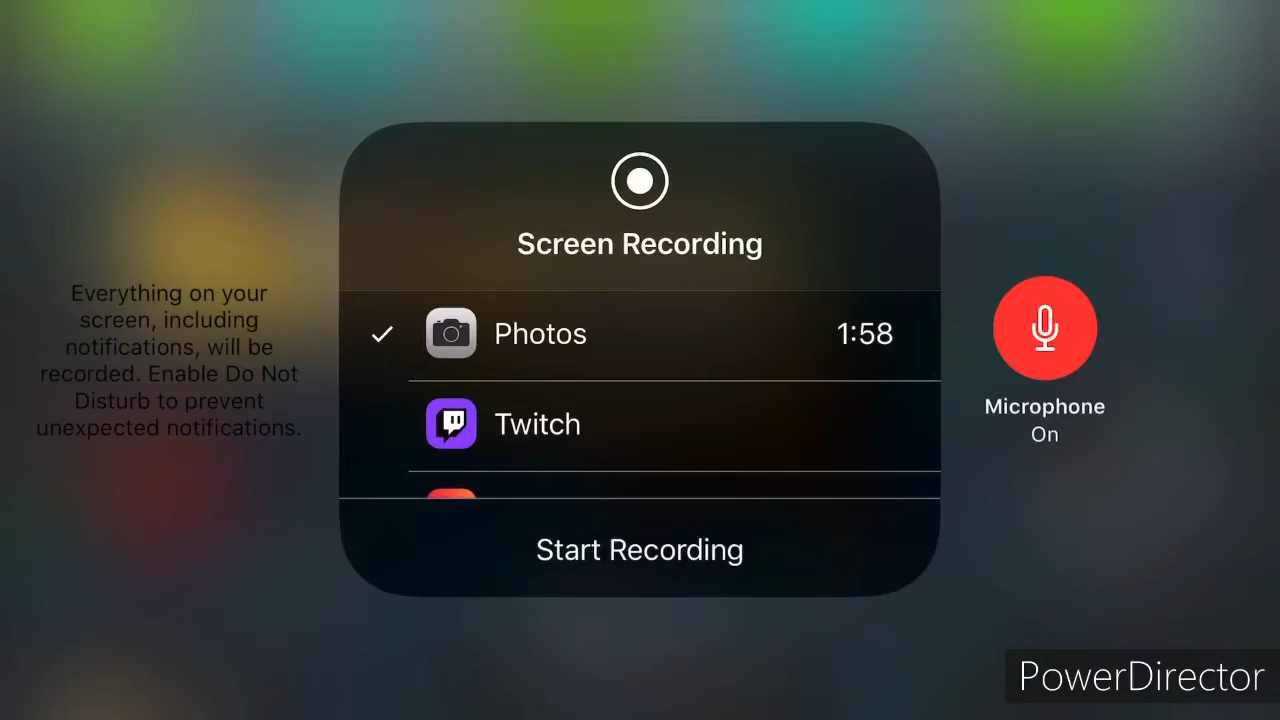 Screen Recording
Everything on your
screen, including
notifications, will be
recorded. Enable Do Not
Disturb to prevent
unexpected notifications.
Photos 1:58
Twitch
Microphone
On
Start Recording
PowerDirector